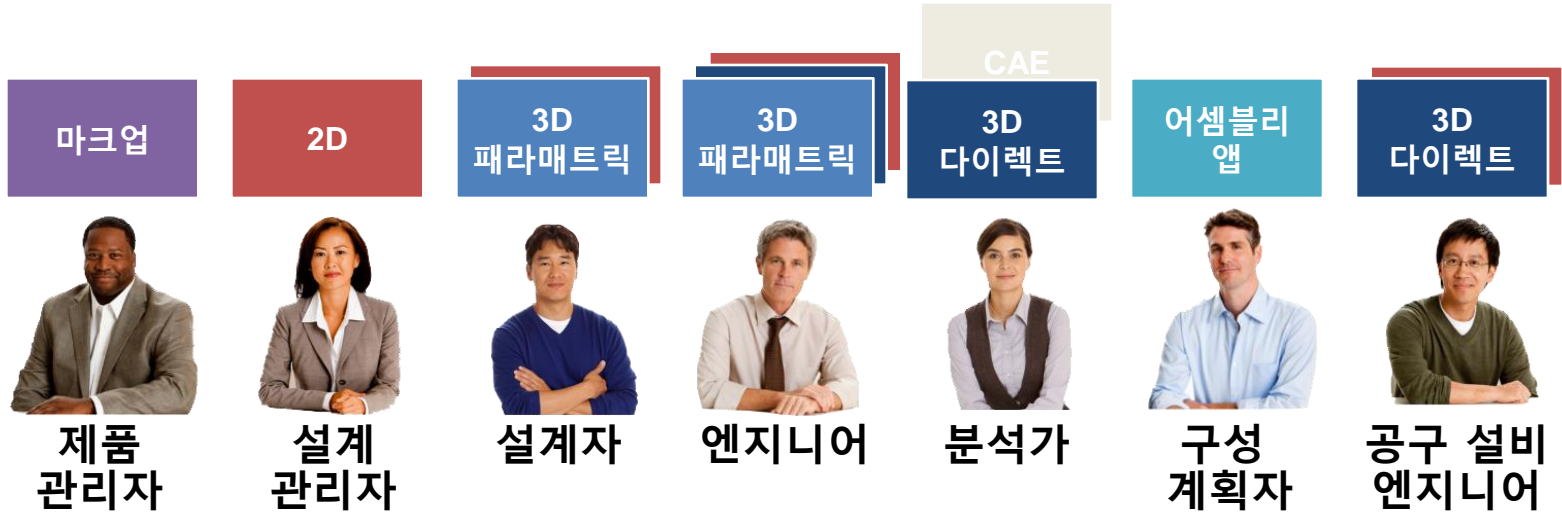 CAE
마크업
2D
3D
패라매트릭
3D
패라매트릭
3D
다이렉트
어셈블리
앱
3D
다이렉트
제품
관리자
설계
관리자
설계자
엔지니어
분석가
구성
계획자
공구 설비
엔지니어